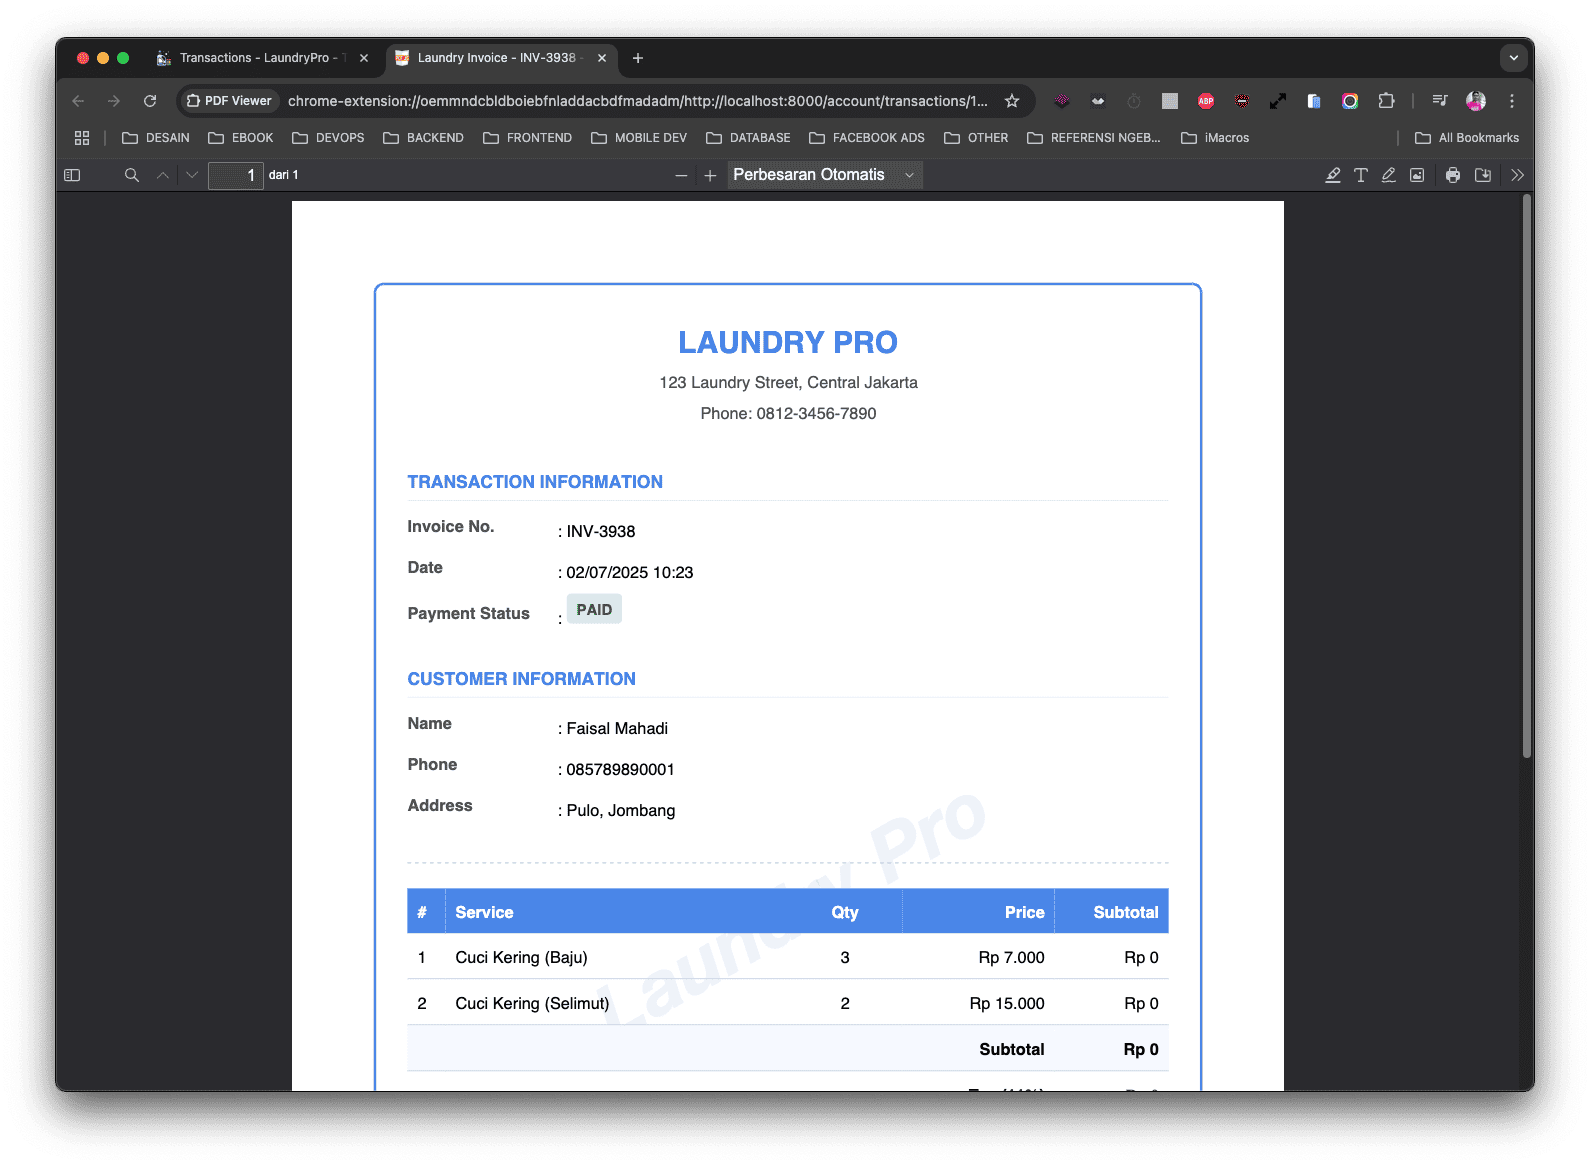 Transactions - LaundryPro -
Laundry Invoice - INV-3938 -
PDF Viewer
chrome-extension://oemmndcbldboiebfnladdacbdfmadadm/http://localhost:8000/account/transactions/1...
ABP
DESAIN
EBOOK
DEVOPS
BACKEND
FRONTEND
MOBILE DEV
DATABASE
FACEBOOK ADS
OTHER
REFERENSI NGEB...
iMacros
All Bookmarks
1 dari 1
Perbesaran Otomatis
LAUNDRY PRO
123 Laundry Street, Central Jakarta
Phone: 0812-3456-7890
TRANSACTION INFORMATION
Invoice No. : INV-3938
Date : 02/07/2025 10:23
Payment Status : PAID
CUSTOMER INFORMATION
Name : Faisal Mahadi
Phone : 085789890001
Address : Pulo, Jombang
Laundry Pro
# Service Qty Price Subtotal
1 Cuci Kering (Baju) 3 Rp 7.000 Rp 0
2 Cuci Kering (Selimut) 2 Rp 15.000 Rp 0
Subtotal Rp 0